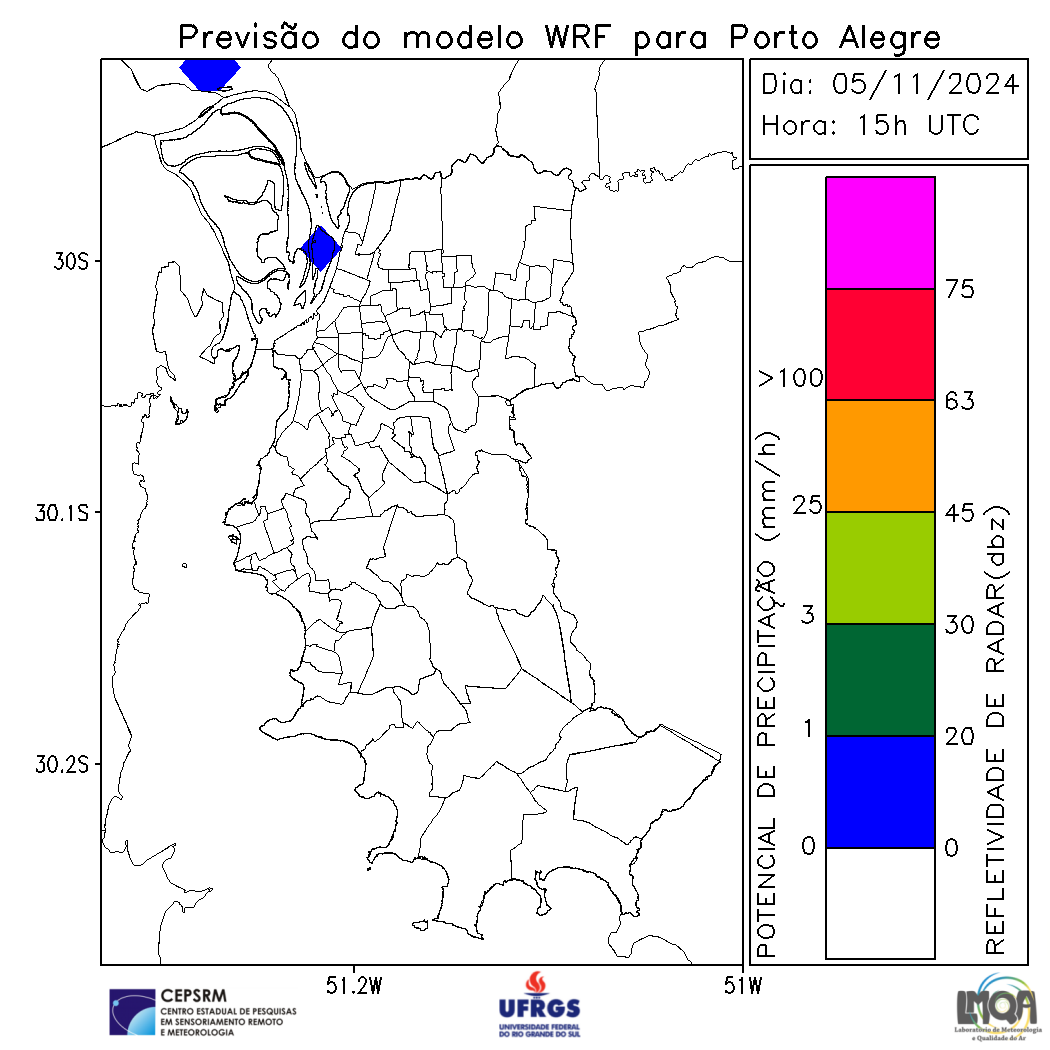 Previsão do modelo WRF para Porto Alegre
Dia: 05/11/2024
Hora: 15h UTC
30S
30.1S
30.2S
51.2W
51W
POTENCIAL DE PRECIPITAÇÃO (mm/h)
>100
25
3
1
0
75
63
45
30
20
0
REFLETIVIDADE DE RADAR(dbz)
CEPSRM
CENTRO ESTADUAL DE PESQUISAS
EM SENSORIAMENTO REMOTO
E METEOROLOGIA
UFRGS
UNIVERSIDADE FEDERAL
DO RIO GRANDE DO SUL
LMQA
Laboratório de Meteorologia
e Qualidade do Ar